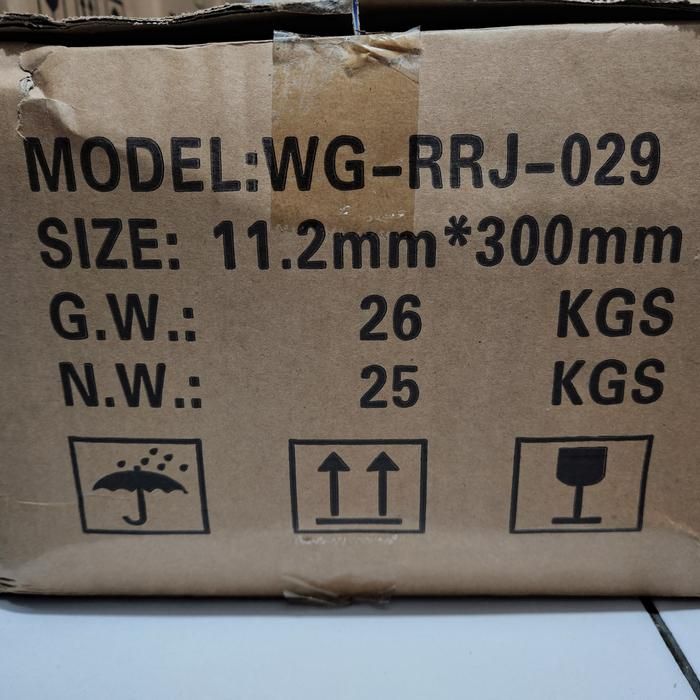 MODEL:WG-RRJ-029
SIZE: 11.2mm*300mm
G.W.: 26 KGS
N.W.: 25 KGS